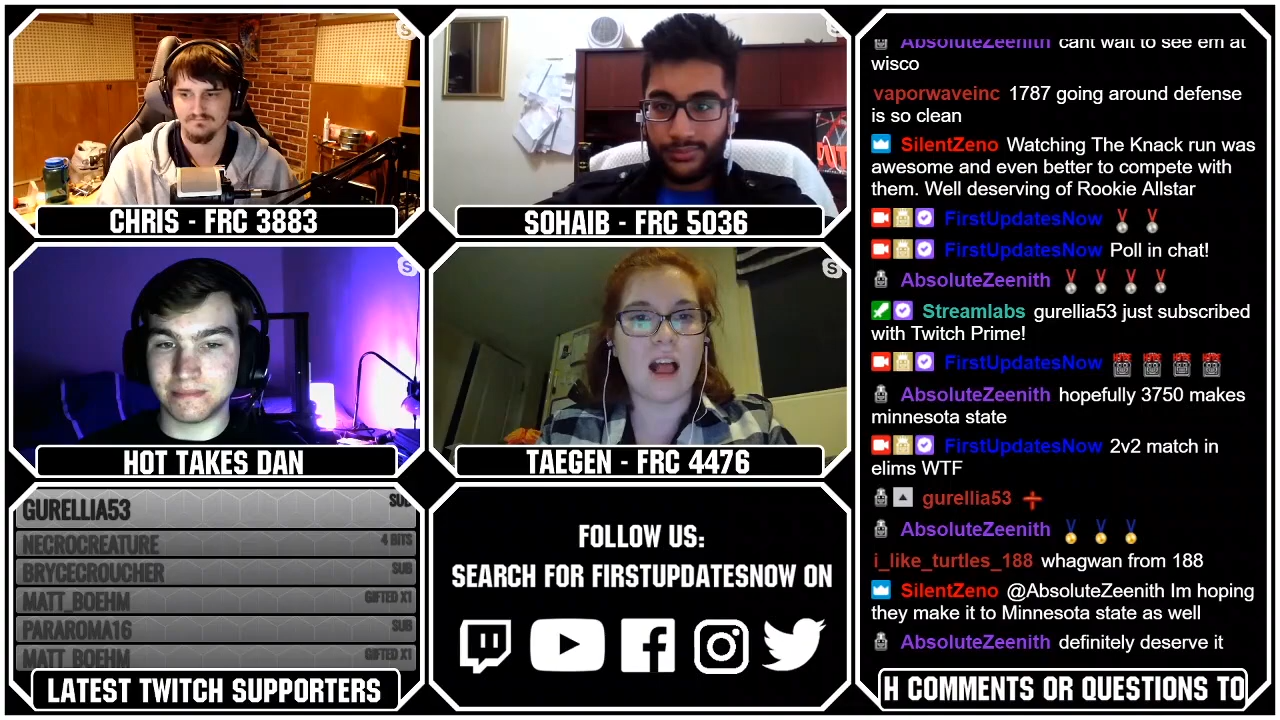 CHRIS - FRC 3883
SOHAIB - FRC 5036
HOT TAKES DAN
TAEGEN - FRC 4476
GURELLIA53 SUB
NECROCREATURE 4 BITS
BRYCECROUCHER SUB
MATT_BOEHM GIFTED X1
PARAROMA16 SUB
MATT_BOEHM GIFTED X1
LATEST TWITCH SUPPORTERS
FOLLOW US:
SEARCH FOR FIRSTUPDATESNOW ON
AbsoluteZeenith cant wait to see em at
wisco
vaporwaveinc 1787 going around defense
is so clean
SilentZeno Watching The Knack run was
awesome and even better to compete with
them. Well deserving of Rookie Allstar
FirstUpdatesNow
FirstUpdatesNow Poll in chat!
AbsoluteZeenith
Streamlabs gurellia53 just subscribed
with Twitch Prime!
FirstUpdatesNow
AbsoluteZeenith hopefully 3750 makes
minnesota state
FirstUpdatesNow 2v2 match in
elims WTF
gurellia53
AbsoluteZeenith
i_like_turtles_188 whagwan from 188
SilentZeno @AbsoluteZeenith Im hoping
they make it to Minnesota state as well
AbsoluteZeenith definitely deserve it
H COMMENTS OR QUESTIONS TO